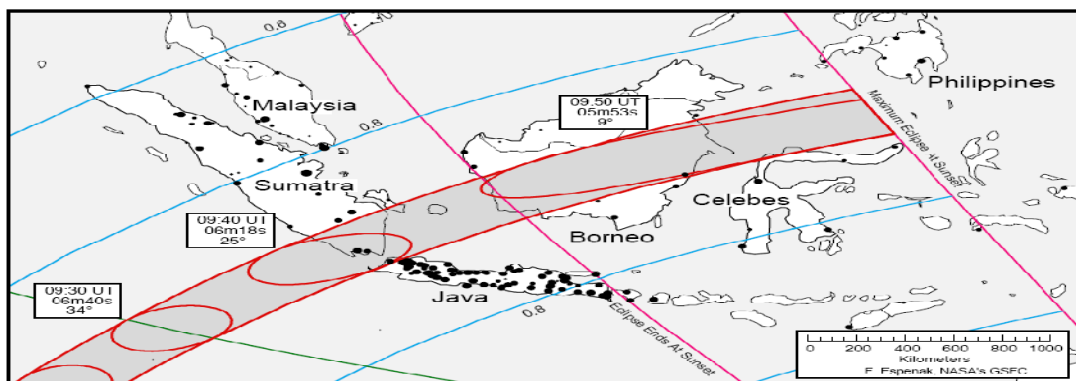 0.8
Philippines
Malaysia
09.50 UT
05m53s
9°
0.8
Maximum Eclipse At Sunset
Sumatra
Celebes
09:40 UT
06m18s
25°
Borneo
09:30 UT
06m40s
34°
Java
0.8
Eclipse Ends At Sunset
0 200 400 600 800 1000
Kilometers
F. Espenak, NASA's GSFC